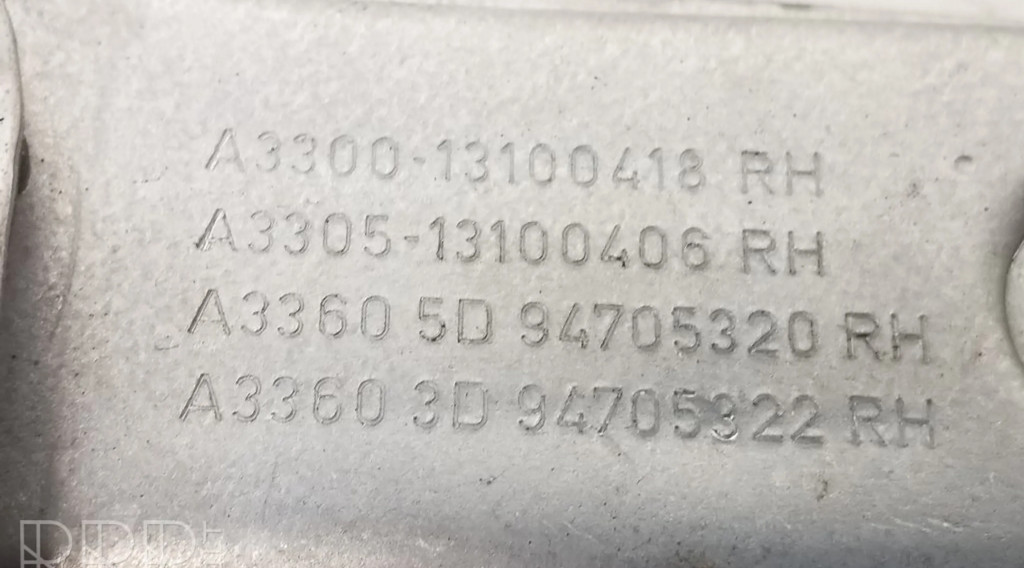 A3300-13100418 RH
A3305-13100406 RH
A3360 5D 94705320 RH
A3360 3D 94705322 RH